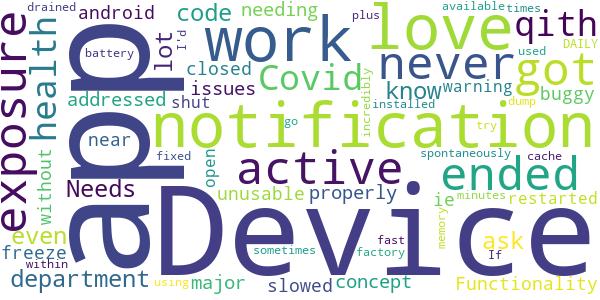 drained
android
code
needing
love
available
times
qith
I'd
plus
exposure
health
app
lot
work
DAILY
battery
closed
Covid
never
used
got
addressed
shut
issues
know
incredibly
warning
buggy
installed
dump
notification
near
go
try
without
fixed
open
active
spontaneously
ended
cache
Needs
unusable
properly
ie
restarted
even
Device
memory
minutes
ask
If
freeze
within
sometimes
fast
factory
department
using
major
slowed
concept
Functionality